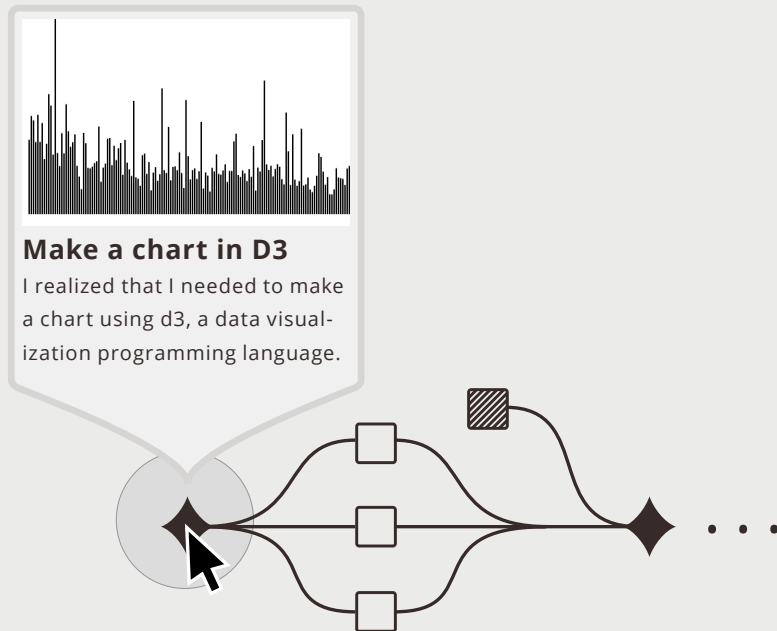 Make a chart in D3
I realized that I needed to make
a chart using d3, a data visual-
ization programming language.